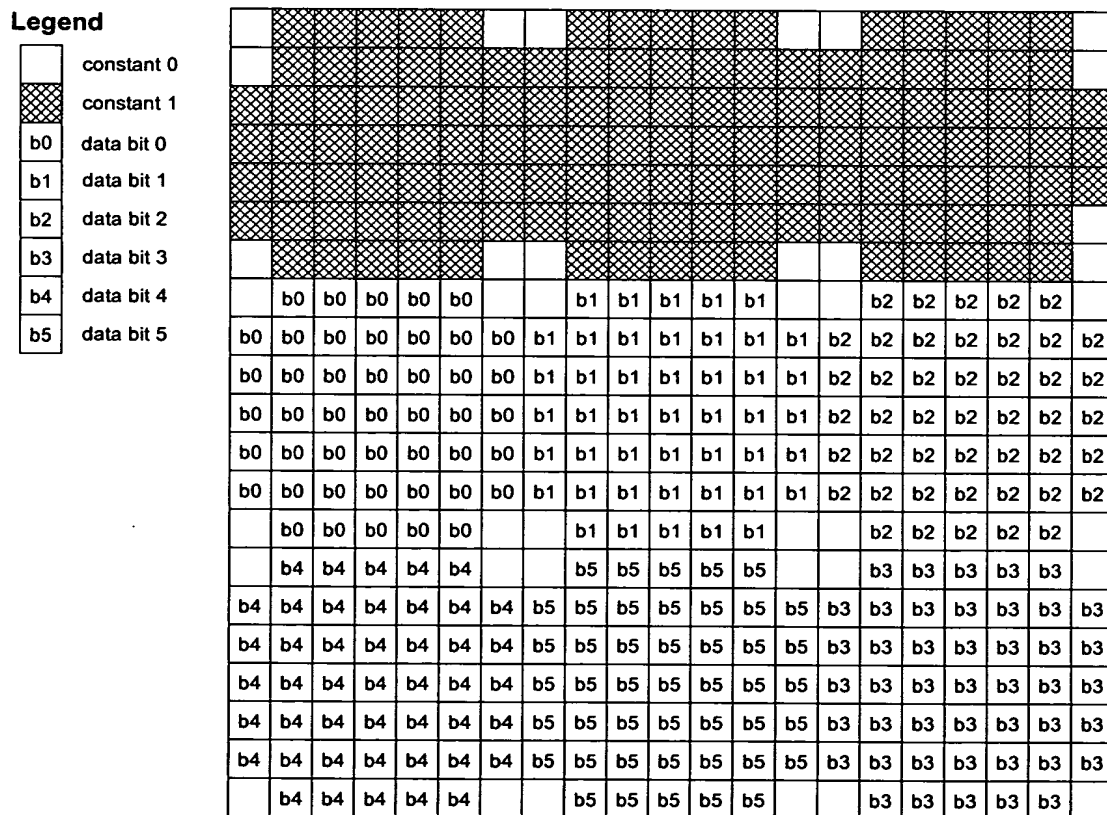 Legend
constant 0
constant 1
b0 data bit 0
b1 data bit 1
b2 data bit 2
b3 data bit 3
b4 data bit 4
b5 data bit 5
b0 b0 b0 b0 b0 b1 b1 b1 b1 b1 b2 b2 b2 b2 b2
b0 b0 b0 b0 b0 b0 b0 b1 b1 b1 b1 b1 b1 b1 b2 b2 b2 b2 b2 b2 b2
b0 b0 b0 b0 b0 b0 b0 b1 b1 b1 b1 b1 b1 b1 b2 b2 b2 b2 b2 b2 b2
b0 b0 b0 b0 b0 b0 b0 b1 b1 b1 b1 b1 b1 b1 b2 b2 b2 b2 b2 b2 b2
b0 b0 b0 b0 b0 b0 b0 b1 b1 b1 b1 b1 b1 b1 b2 b2 b2 b2 b2 b2 b2
b0 b0 b0 b0 b0 b0 b0 b1 b1 b1 b1 b1 b1 b1 b2 b2 b2 b2 b2 b2 b2
b0 b0 b0 b0 b0 b1 b1 b1 b1 b1 b2 b2 b2 b2 b2
b4 b4 b4 b4 b4 b5 b5 b5 b5 b5 b3 b3 b3 b3 b3
b4 b4 b4 b4 b4 b4 b4 b5 b5 b5 b5 b5 b5 b5 b3 b3 b3 b3 b3 b3 b3
b4 b4 b4 b4 b4 b4 b4 b5 b5 b5 b5 b5 b5 b5 b3 b3 b3 b3 b3 b3 b3
b4 b4 b4 b4 b4 b4 b4 b5 b5 b5 b5 b5 b5 b5 b3 b3 b3 b3 b3 b3 b3
b4 b4 b4 b4 b4 b4 b4 b5 b5 b5 b5 b5 b5 b5 b3 b3 b3 b3 b3 b3 b3
b4 b4 b4 b4 b4 b4 b4 b5 b5 b5 b5 b5 b5 b5 b3 b3 b3 b3 b3 b3 b3
b4 b4 b4 b4 b4 b5 b5 b5 b5 b5 b3 b3 b3 b3 b3